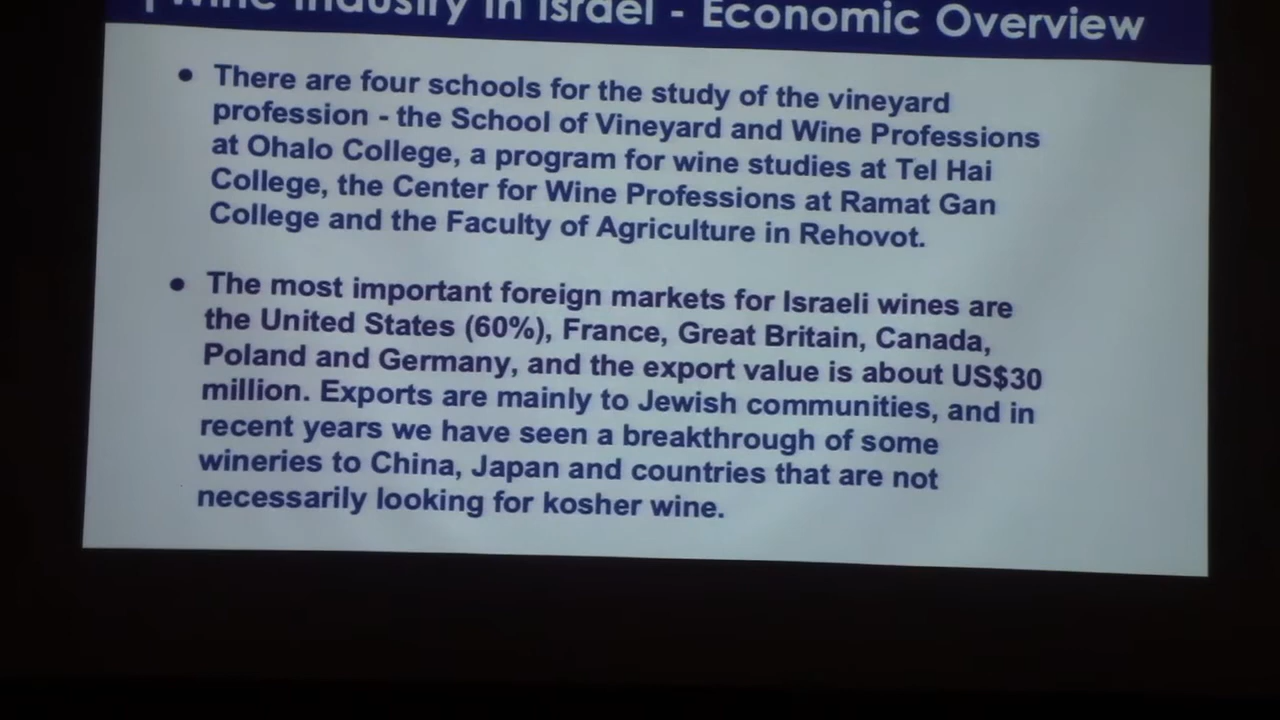 Wine Industry in Israel - Economic Overview
• There are four schools for the study of the vineyard
profession - the School of Vineyard and Wine Professions
at Ohalo College, a program for wine studies at Tel Hai
College, the Center for Wine Professions at Ramat Gan
College and the Faculty of Agriculture in Rehovot.
• The most important foreign markets for Israeli wines are
the United States (60%), France, Great Britain, Canada,
Poland and Germany, and the export value is about US$30
million. Exports are mainly to Jewish communities, and in
recent years we have seen a breakthrough of some
wineries to China, Japan and countries that are not
necessarily looking for kosher wine.